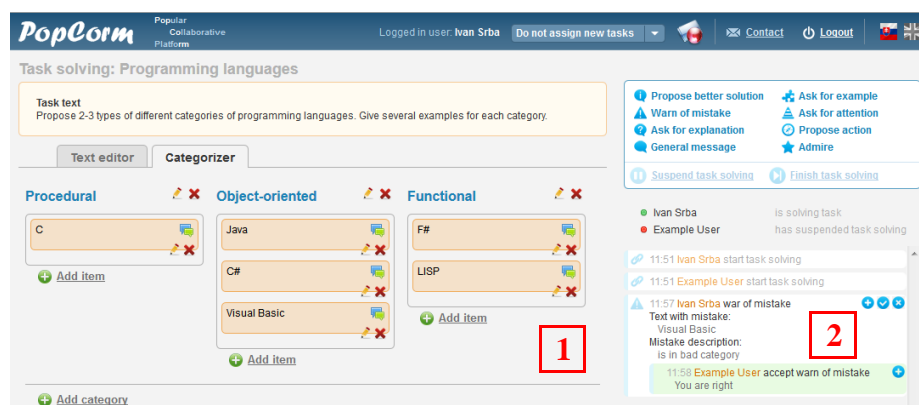 PopCorm
Popular
Collaborative
Platform
Logged in user: Ivan Srba
Do not assign new tasks
Contact
Logout
Task solving: Programming languages
Task text
Propose 2-3 types of different categories of programming languages. Give several examples for each category.
Text editor
Categorizer
Procedural
Object-oriented
Functional
C
Java
F#
C#
LISP
Visual Basic
Add item
Add item
Add item
Add category
1
Propose better solution
Ask for example
Warn of mistake
Ask for attention
Ask for explanation
Propose action
General message
Admire
Suspend task solving
Finish task solving
Ivan Srba is solving task
Example User has suspended task solving
11:51 Ivan Srba start task solving
11:51 Example User start task solving
11:57 Ivan Srba war of mistake
Text with mistake:
Visual Basic
Mistake description:
is in bad category
11:58 Example User accept warn of mistake
You are right
2